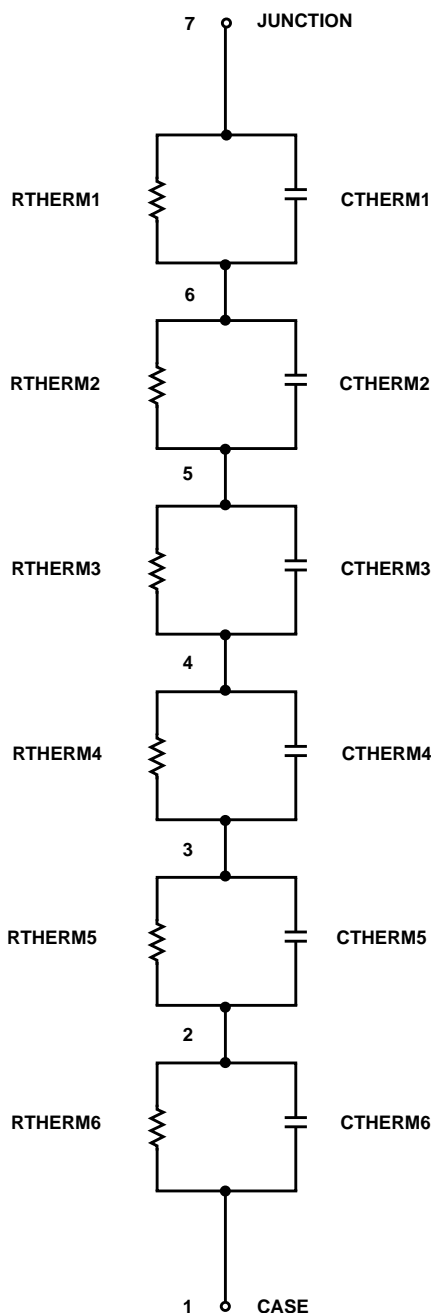 7 JUNCTION
RTHERM1 CTHERM1
6
RTHERM2 CTHERM2
5
RTHERM3 CTHERM3
4
RTHERM4 CTHERM4
3
RTHERM5 CTHERM5
2
RTHERM6 CTHERM6
1 CASE